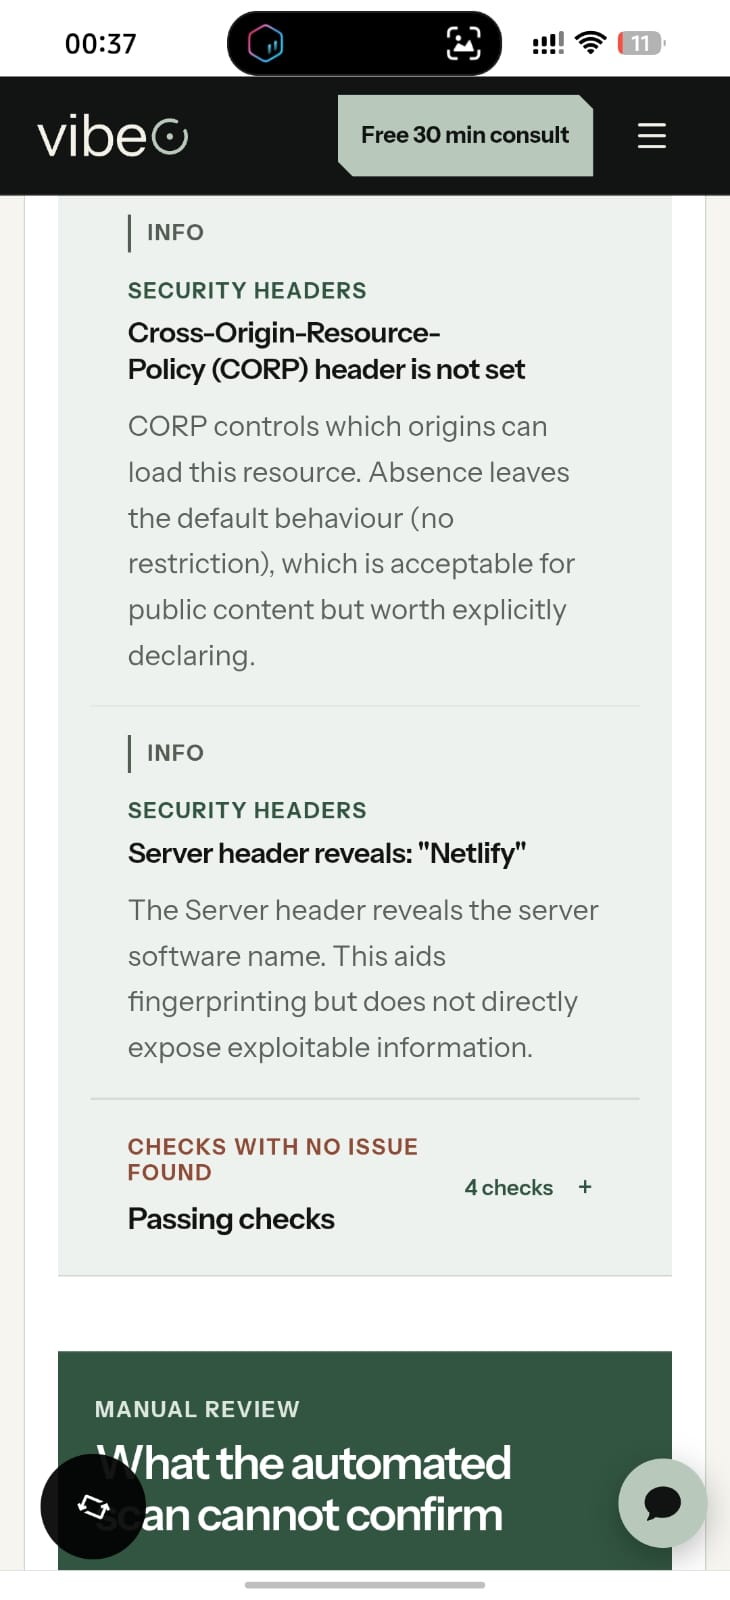 00:37
11
vibe
Free 30 min consult
INFO
SECURITY HEADERS
Cross-Origin-Resource-
Policy (CORP) header is not set
CORP controls which origins can
load this resource. Absence leaves
the default behaviour (no
restriction), which is acceptable for
public content but worth explicitly
declaring.
INFO
SECURITY HEADERS
Server header reveals: "Netlify"
The Server header reveals the server
software name. This aids
fingerprinting but does not directly
expose exploitable information.
CHECKS WITH NO ISSUE
FOUND
4 checks +
Passing checks
MANUAL REVIEW
What the automated
scan cannot confirm